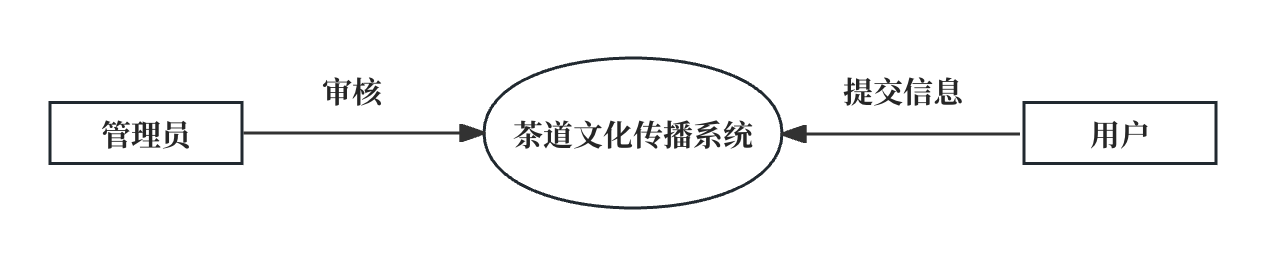 审核
提交信息
管理员
茶道文化传播系统
用户